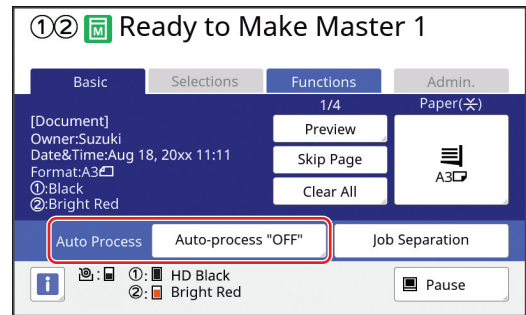 ①② Ready to Make Master 1
Basic
Selections
Functions
Admin.
[Document]
Owner:Suzuki
Date&Time:Aug 18, 20xx 11:11
Format:A3
①:Black
②:Bright Red
1/4
Preview
Skip Page
Clear All
Paper(
)
A3
Auto Process
Auto-process "OFF"
Job Separation
i
: ①: HD Black
②: Bright Red
Pause